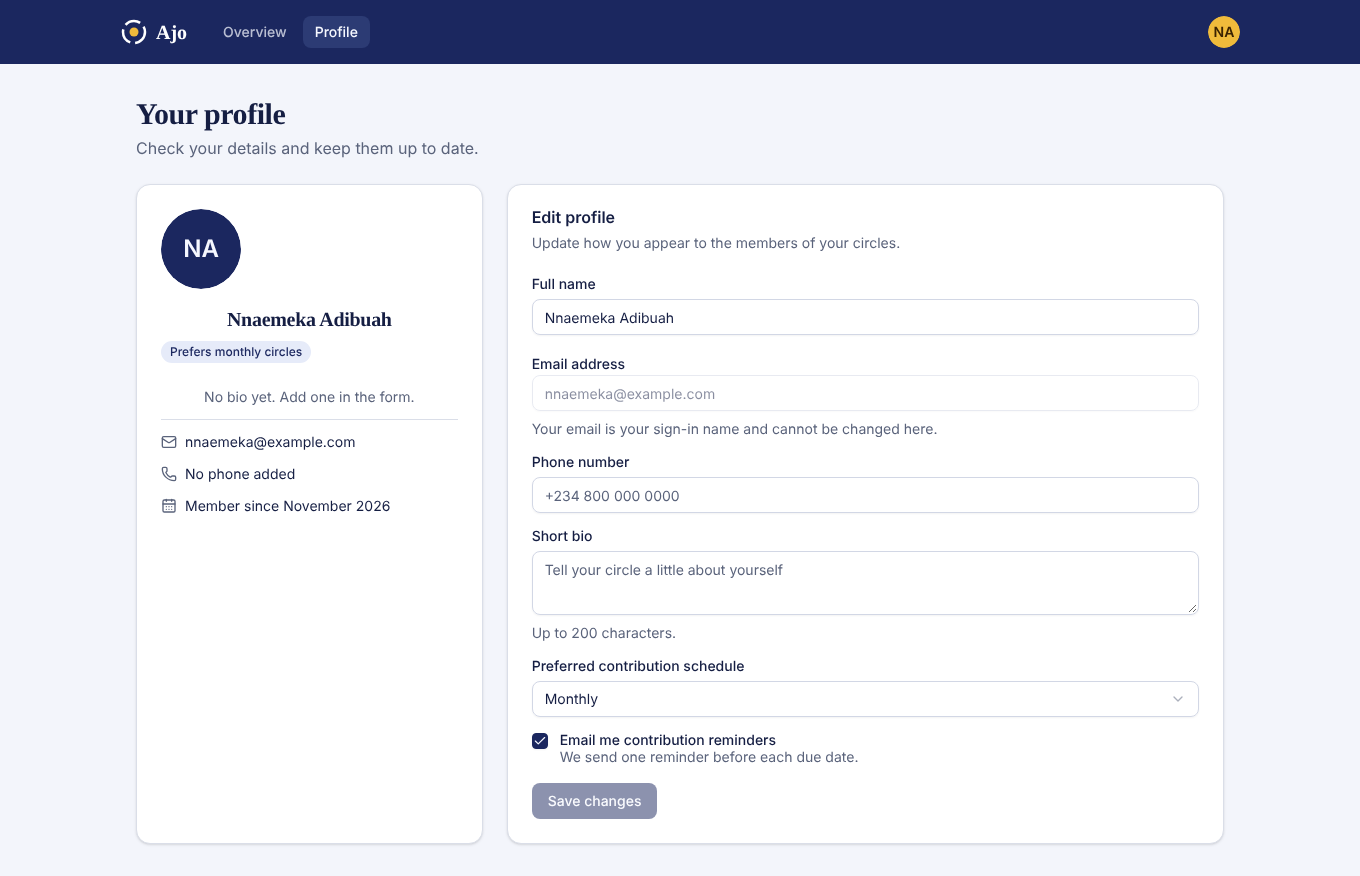 Ajo
Overview
Profile
NA
Your profile
Check your details and keep them up to date.
NA
Nnaemeka Adibuah
Prefers monthly circles
No bio yet. Add one in the form.
nnaemeka@example.com
No phone added
Member since November 2026
Edit profile
Update how you appear to the members of your circles.
Full name
Nnaemeka Adibuah
Email address
nnaemeka@example.com
Your email is your sign-in name and cannot be changed here.
Phone number
+234 800 000 0000
Short bio
Tell your circle a little about yourself
Up to 200 characters.
Preferred contribution schedule
Monthly
Email me contribution reminders
We send one reminder before each due date.
Save changes